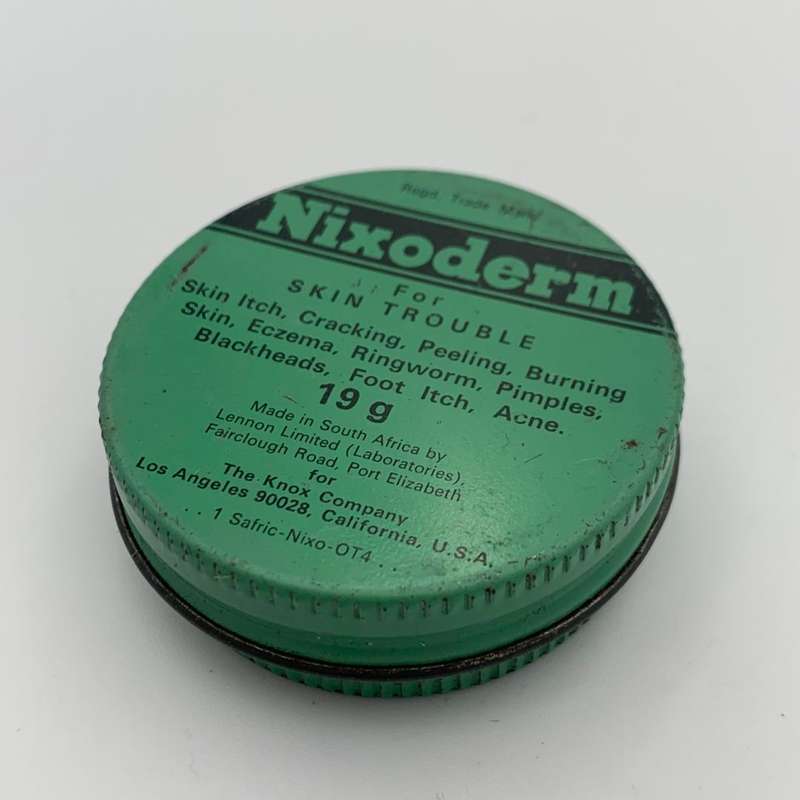 Regd. Trade Mark
Nixoderm
For
SKIN TROUBLE
Skin Itch, Cracking, Peeling, Burning
Skin, Eczema, Ringworm, Pimples,
Blackheads, Foot Itch, Acne.
19 g
Made in South Africa by
Lennon Limited (Laboratories),
Fairclough Road, Port Elizabeth
for
The Knox Company
Los Angeles 90028, California, U.S.A.
. . 1 Safric-Nixo-OT4 . .